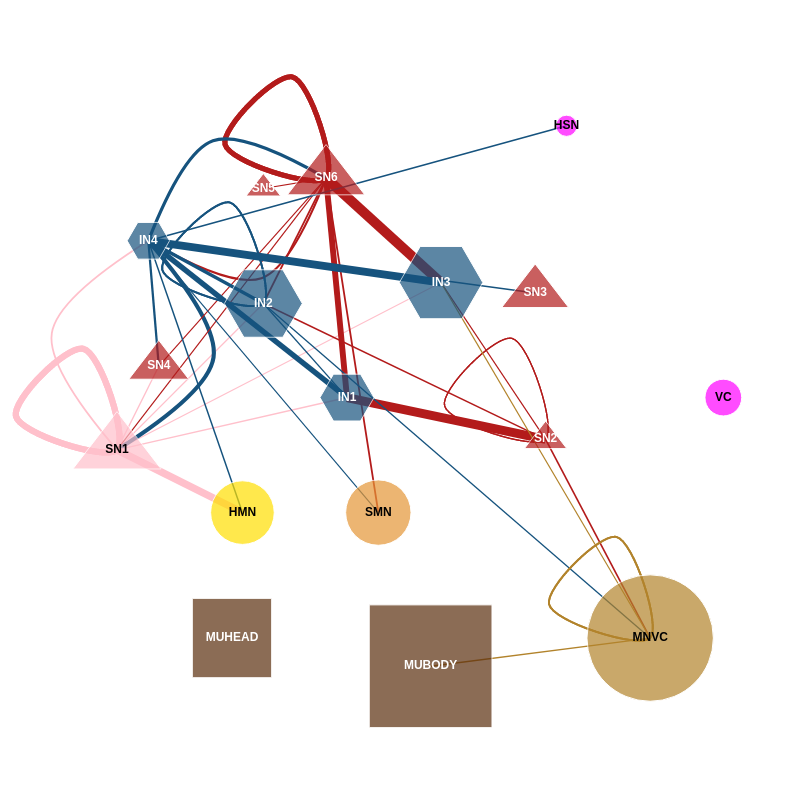 HSN
SN6
SN5
IN4
IN3
SN3
IN2
SN4
IN1
VC
SN2
SN1
HMN
SMN
MUHEAD
MNVC
MUBODY